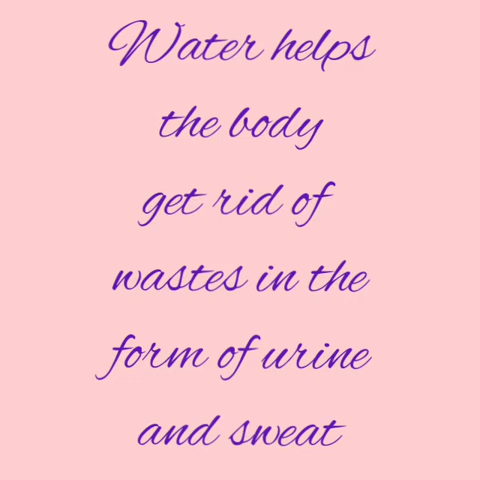 Water helps
the body
get rid of
wastes in the
form of urine
and sweat